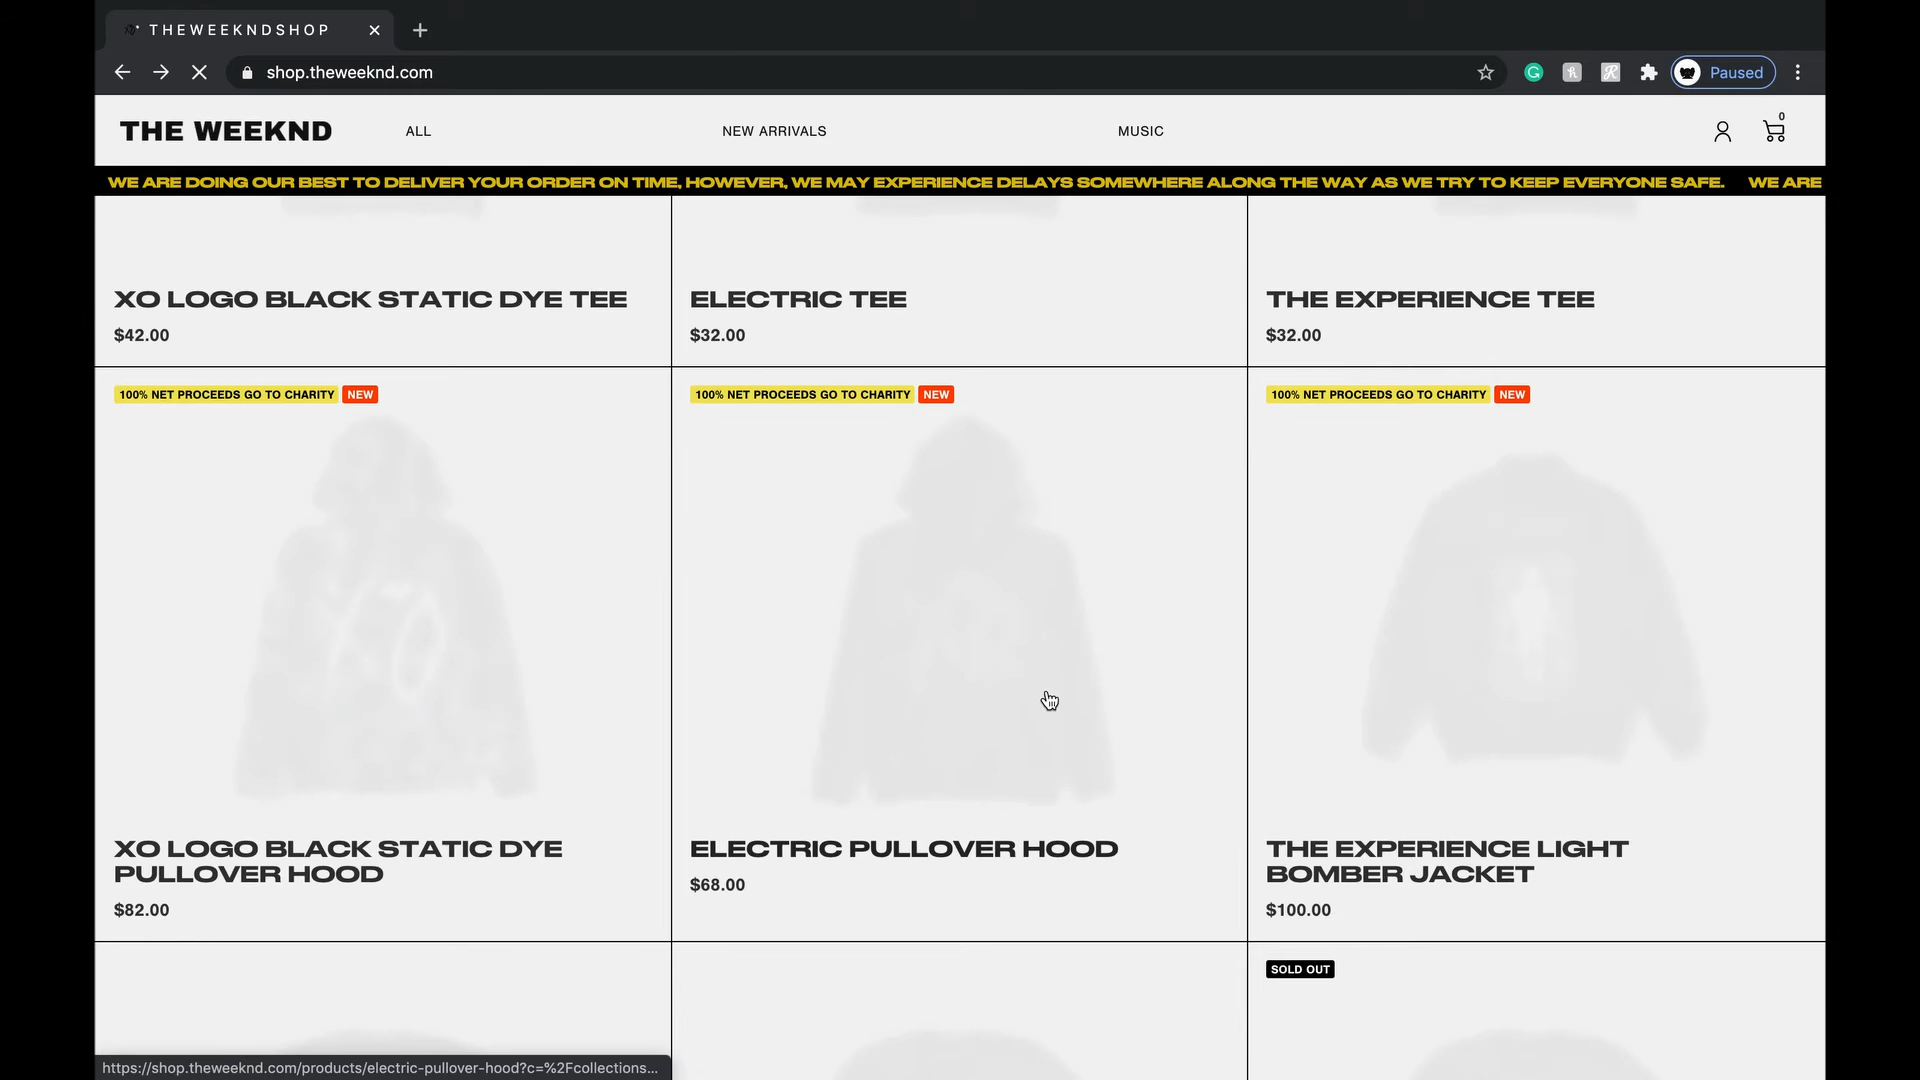 THEWEEKNDSHOP
shop.theweeknd.com
Paused
THE WEEKND
ALL
NEW ARRIVALS
MUSIC
0
WE ARE DOING OUR BEST TO DELIVER YOUR ORDER ON TIME, HOWEVER, WE MAY EXPERIENCE DELAYS SOMEWHERE ALONG THE WAY AS WE TRY TO KEEP EVERYONE SAFE. WE ARE
XO LOGO BLACK STATIC DYE TEE
$42.00
ELECTRIC TEE
$32.00
THE EXPERIENCE TEE
$32.00
100% NET PROCEEDS GO TO CHARITY NEW
100% NET PROCEEDS GO TO CHARITY NEW
100% NET PROCEEDS GO TO CHARITY NEW
XO
XO LOGO BLACK STATIC DYE
PULLOVER HOOD
$82.00
ELECTRIC PULLOVER HOOD
$68.00
THE EXPERIENCE LIGHT
BOMBER JACKET
$100.00
SOLD OUT
https://shop.theweeknd.com/products/electric-pullover-hood?c=%2Fcollections...